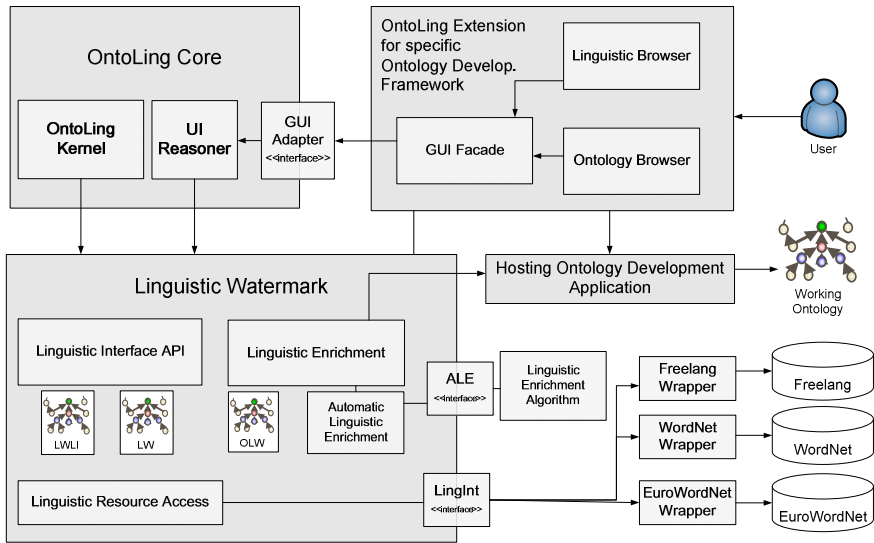 OntoLing Core
OntoLing
Kernel
UI
Reasoner
GUI
Adapter
<<interface>>
OntoLing Extension
for specific
Ontology Develop.
Framework
Linguistic Browser
GUI Facade
Ontology Browser
User
Linguistic Watermark
Hosting Ontology Development
Application
Working
Ontology
Linguistic Interface API
Linguistic Enrichment
LWLI
LW
OLW
Automatic
Linguistic
Enrichment
ALE
<<interface>>
Linguistic
Enrichment
Algorithm
Freelang
Wrapper
Freelang
WordNet
Wrapper
WordNet
Linguistic Resource Access
LingInt
<<interface>>
EuroWordNet
Wrapper
EuroWordNet